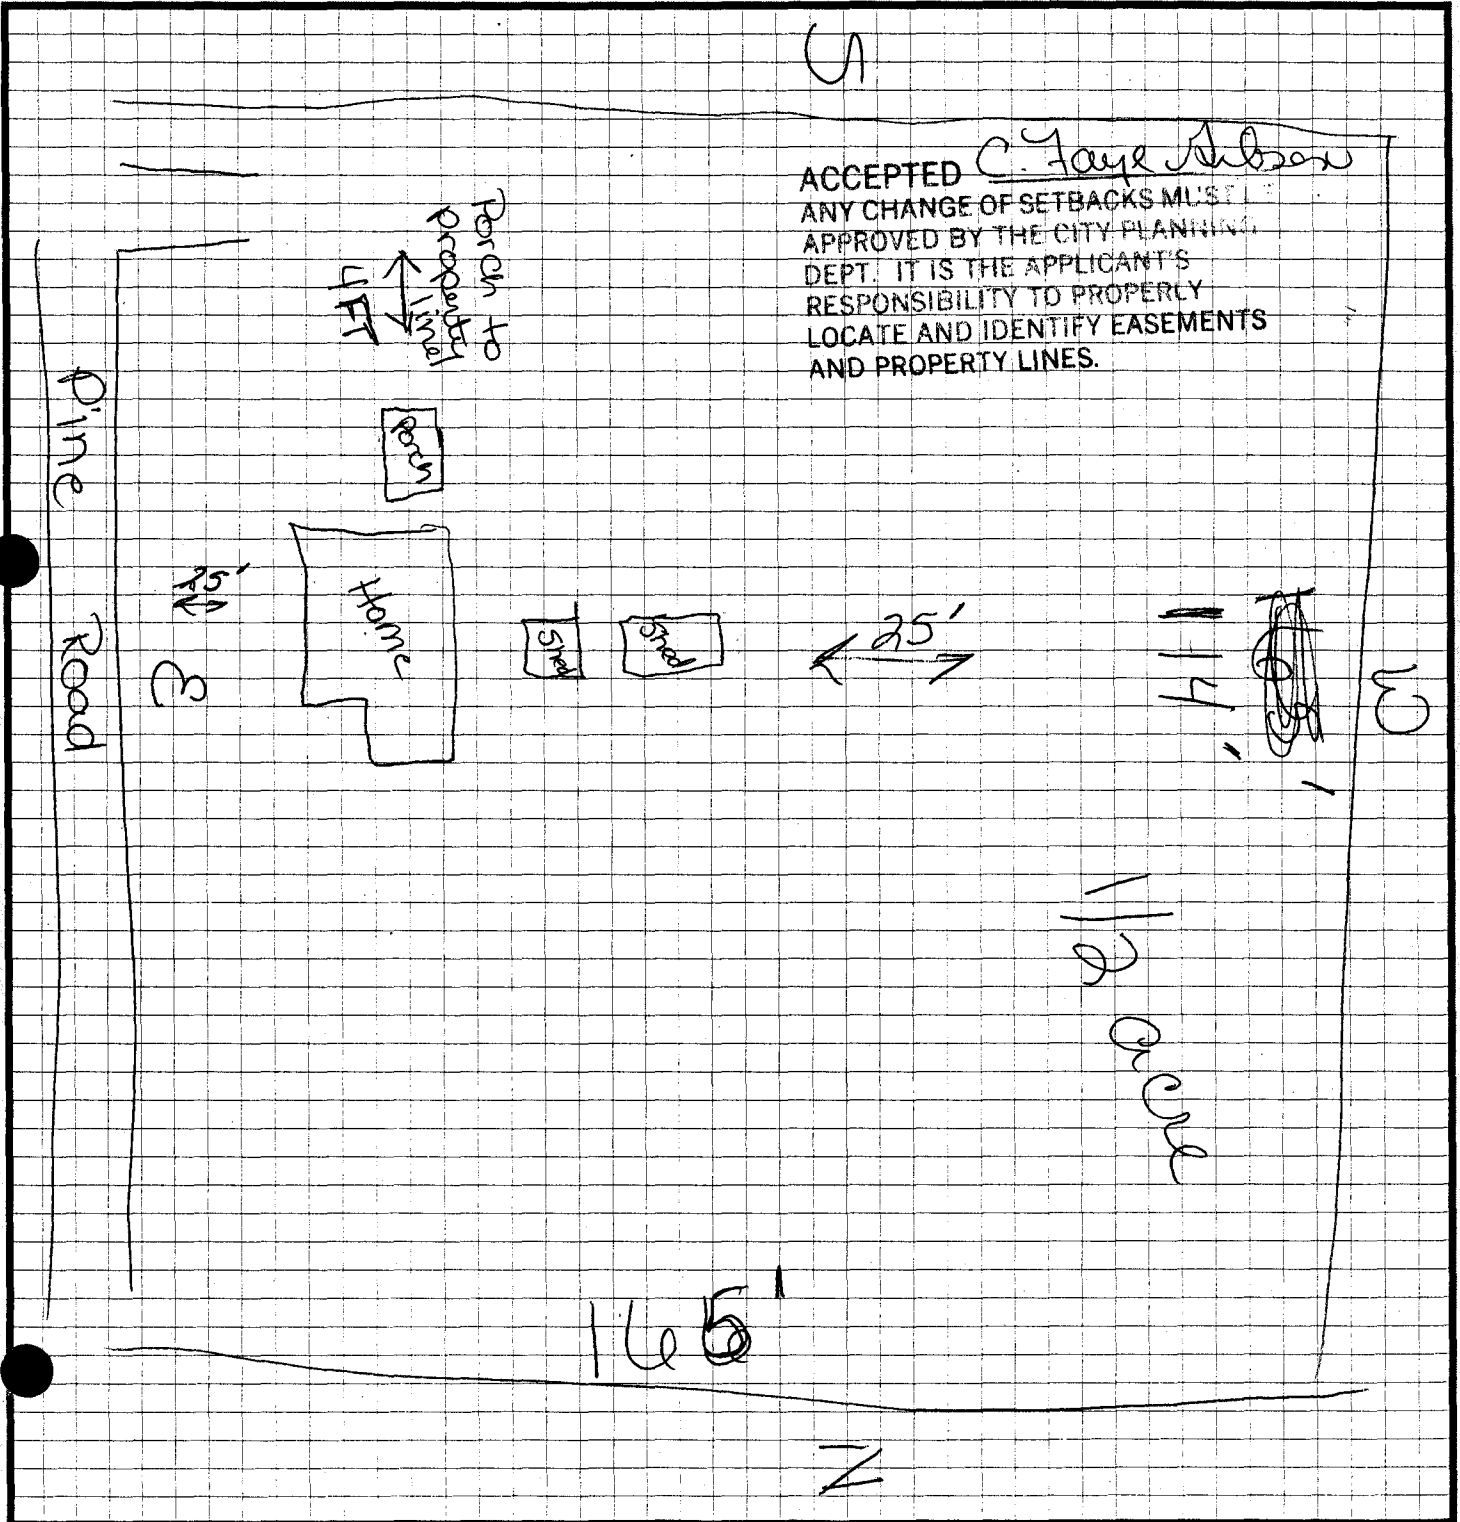 S
ACCEPTED C. Faye Gibson
ANY CHANGE OF SETBACKS MUST
APPROVED BY THE CITY PLANNING
DEPT. IT IS THE APPLICANT'S
RESPONSIBILITY TO PROPERLY
LOCATE AND IDENTIFY EASEMENTS
AND PROPERTY LINES.
Porch to
property
line
4FT
porch
Pine Road
25'
E
Home
Shed
Shed
25'
114'
W
1/2 acre
165'
N